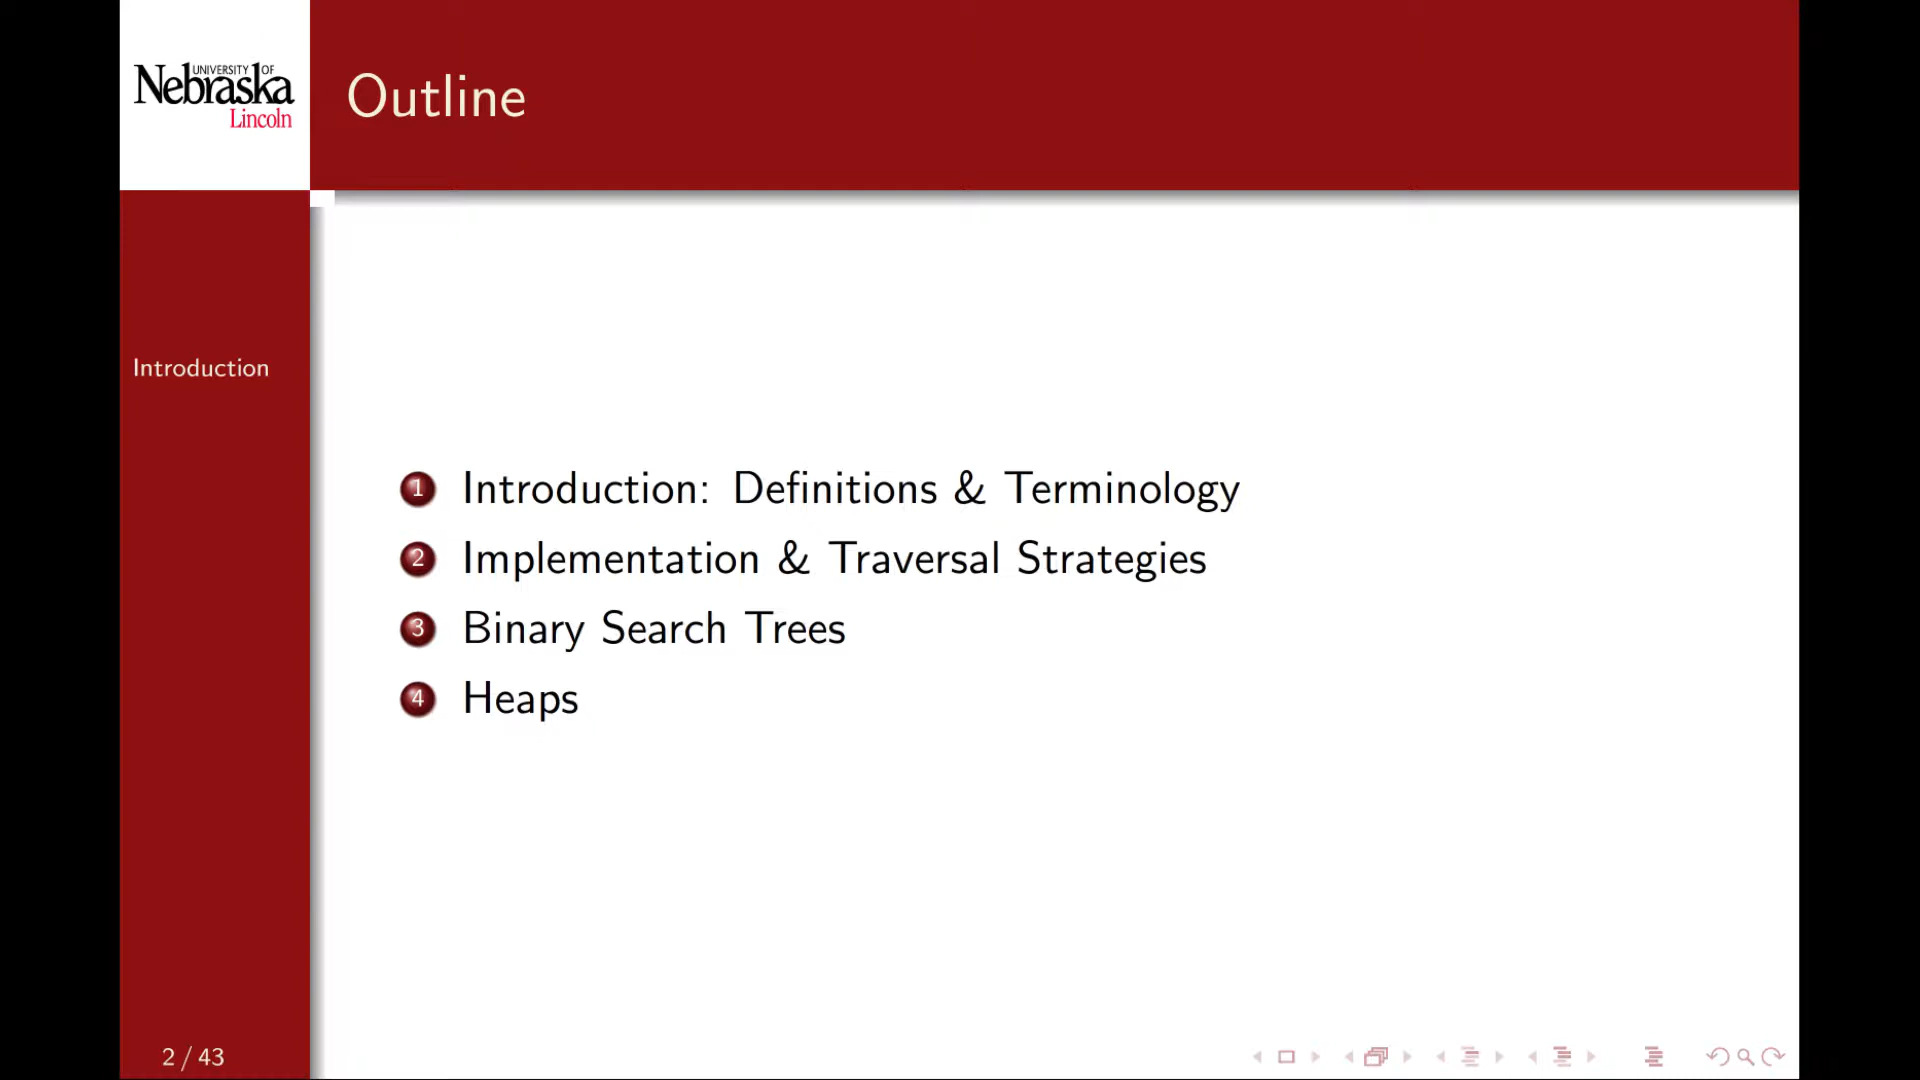 UNIVERSITY OF
Nebraska
Lincoln
Outline
Introduction
1 Introduction: Definitions & Terminology
2 Implementation & Traversal Strategies
3 Binary Search Trees
4 Heaps
2 / 43